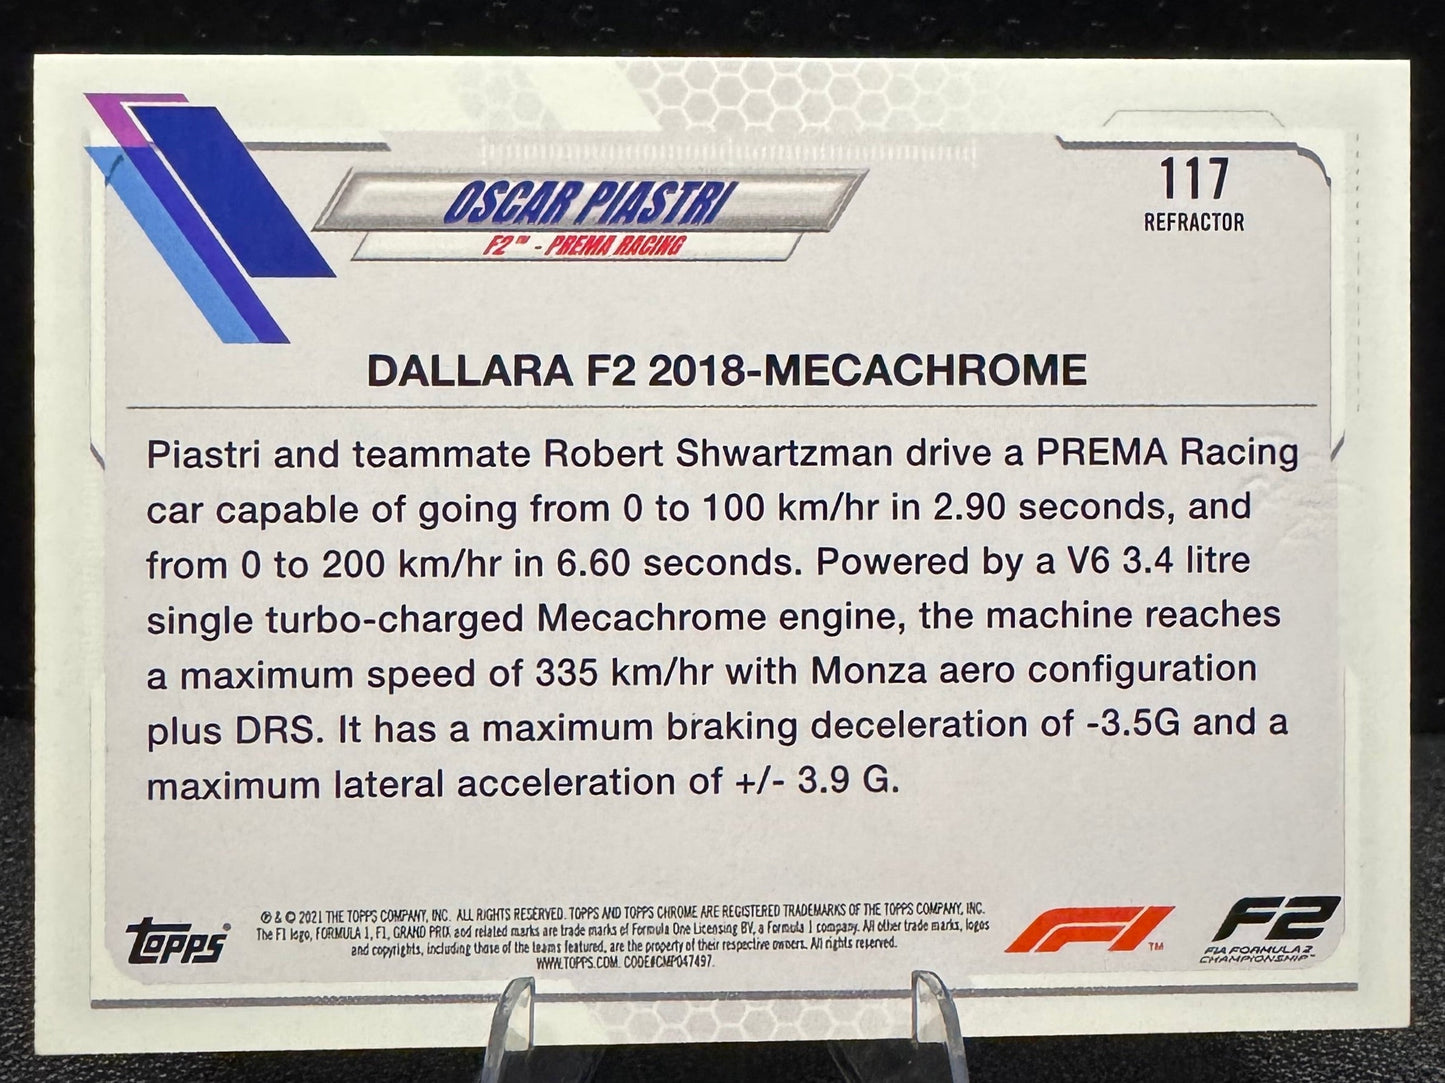 117
REFRACTOR
OSCAR PIASTRI
F2™ - PREMA RACING
DALLARA F2 2018-MECACHROME
Piastri and teammate Robert Shwartzman drive a PREMA Racing
car capable of going from 0 to 100 km/hr in 2.90 seconds, and
from 0 to 200 km/hr in 6.60 seconds. Powered by a V6 3.4 litre
single turbo-charged Mecachrome engine, the machine reaches
a maximum speed of 335 km/hr with Monza aero configuration
plus DRS. It has a maximum braking deceleration of -3.5G and a
maximum lateral acceleration of +/- 3.9 G.
Topps®
℗ & © 2021 THE TOPPS COMPANY, INC. ALL RIGHTS RESERVED. TOPPS AND TOPPS CHROME ARE REGISTERED TRADEMARKS OF THE TOPPS COMPANY, INC.
The F1 logo, FORMULA 1, F1, GRAND PRIX and related marks are trade marks of Formula One Licensing BV, a Formula 1 company. All other trade marks, logos
and copyrights, including those of the teams featured, are the property of their respective owners. All rights reserved.
WWW.TOPPS.COM. CODE#CMP047497.
F1™
F2
FIA FORMULA 2
CHAMPIONSHIP™